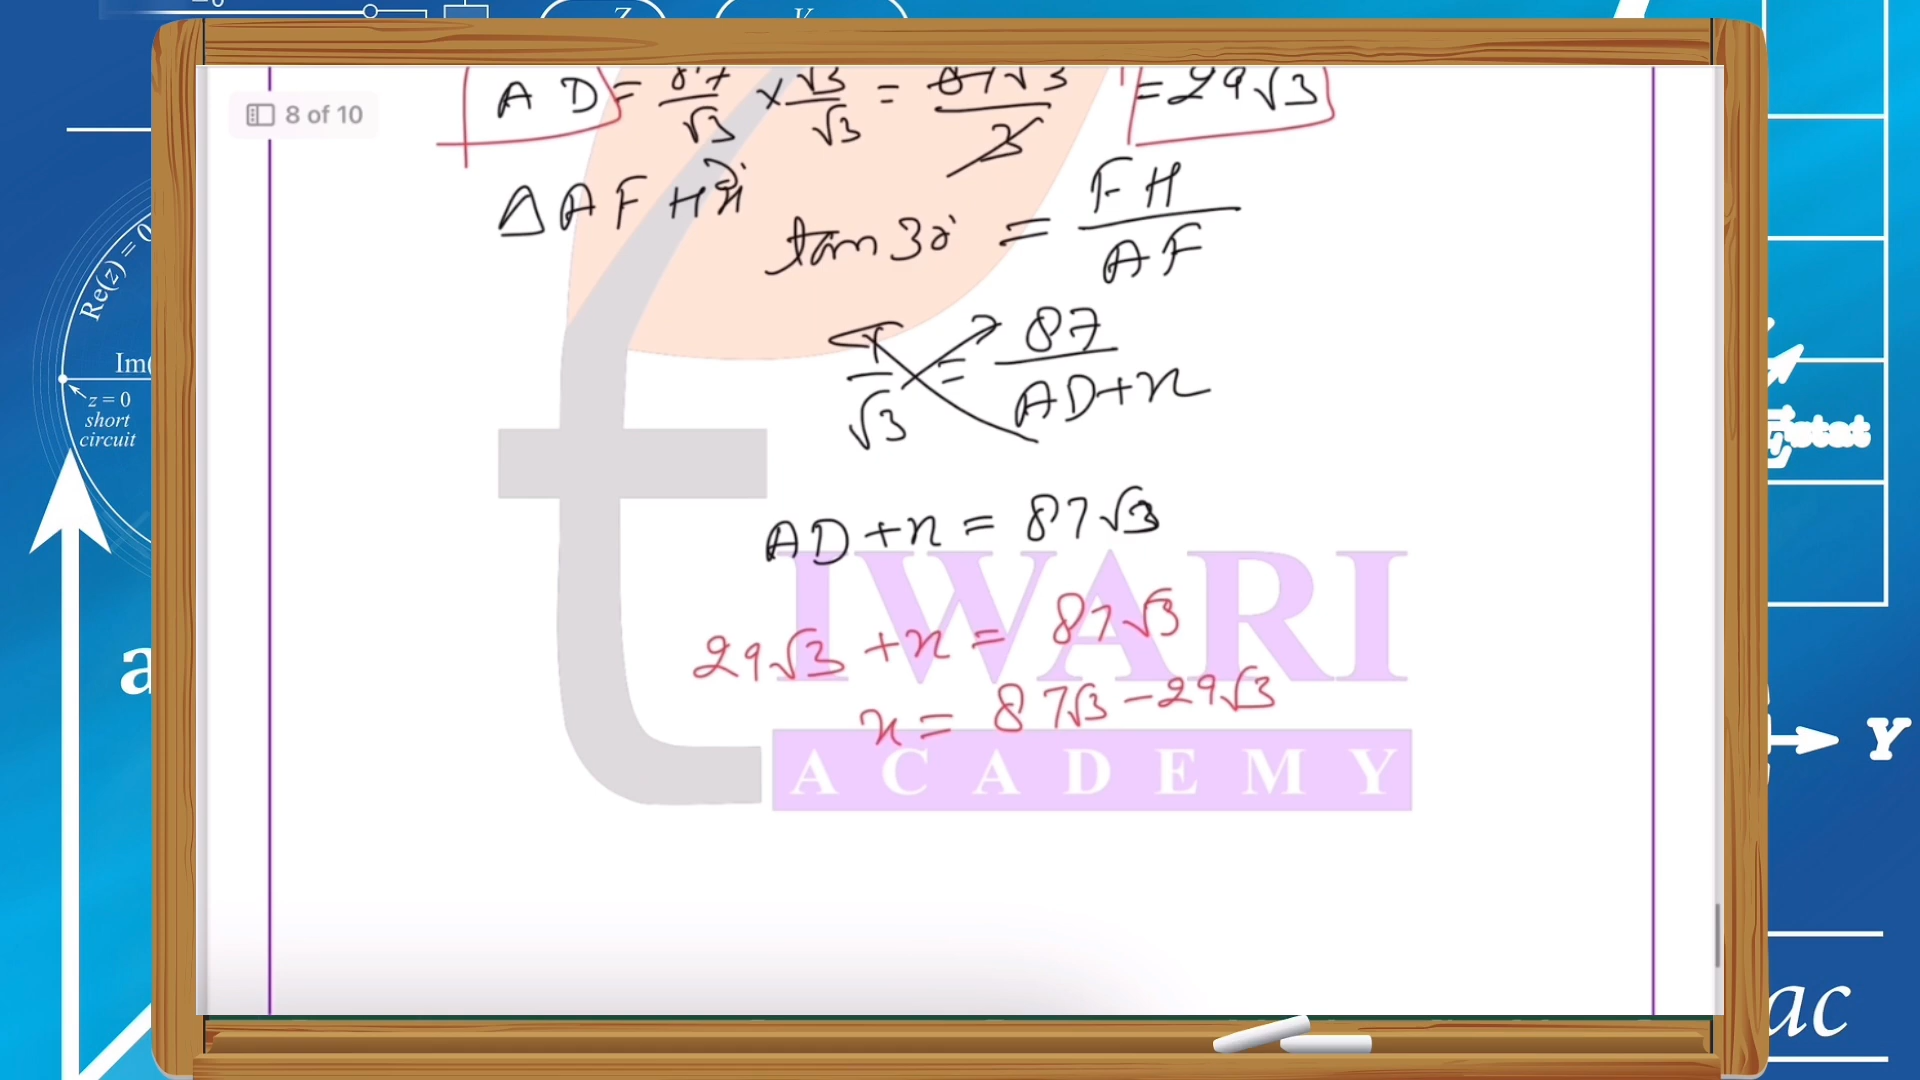 8 of 10
AD = 87/√3 × √3/√3 = 87√3/3 = 29√3
Δ AFH में
tan 30° = FH/AF
1/√3 = 87/AD+x
AD+x = 87√3
29√3 +x = 87√3
x = 87√3 - 29√3
IWARI
ACADEMY
Re(z) = 0
Im(
z = 0
short
circuit
a
Y
ac